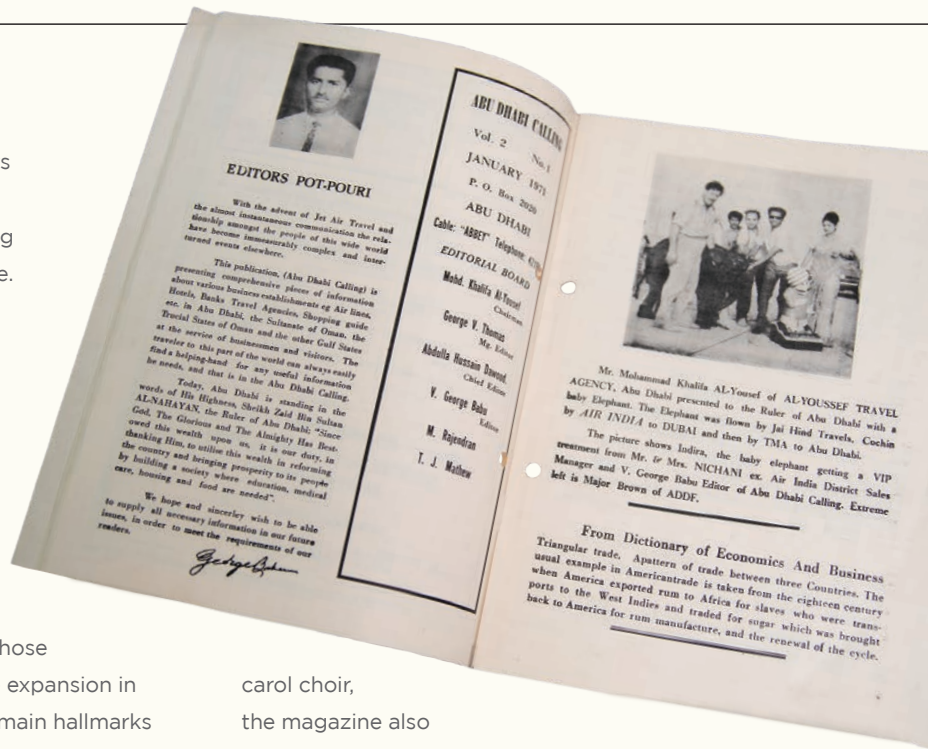 s
g
e.
EDITORS POT-POURI
With the advent of Jet Air Travel and
the almost instantaneous communication the rela-
tionship amongst the people of this wide world
have become immeasurably complex and inter-
turned events elsewhere.
This publication, (Abu Dhabi Calling) is
presenting comprehensive pieces of information
about various business establishments eg Air lines,
Hotels, Banks Travel Agencies, Shopping guide
etc. in Abu Dhabi, the Sultanate of Oman, the
Trucial States of Oman and the other Gulf States
at the service of businessmen and visitors. The
traveler to this part of the world can always easily
find a helping-hand for any useful information
he needs, and that is in the Abu Dhabi Calling.
Today, Abu Dhabi is standing in the
words of His Highness, Sheikh Zaid Bin Sultan
AL-NAHAYAN, the Ruler of Abu Dhabi; "Since
God, The Glorious and The Almighty Has Best-
owed this wealth upon us, it is our duty, in
thanking Him, to utilise this wealth in reforming
the country and bringing prosperity to its people
by building a society where education, medical
care, housing and food are needed".
We hope and sincerley wish to be able
to supply all necessary information in our future
issues, in order to meet the requirements of our
readers.
ABU DHABI CALLING
Vol. 2 No. 1
JANUARY 1971
P. O. Box 2020
ABU DHABI
Cable: "ABBEY" Telephone:
EDITORIAL BOARD
Mohd. Khalifa Al-Yousef
Chairman
George V. Thomas
Mg. Editor
Abdulla Hussain Dawood
Chief Editor
V. George Babu
Editor
M. Rajendran
T. J. Mathew
Mr. Mohammad Khalifa AL-Yousef of AL-YOUSSEF TRAVEL
AGENCY, Abu Dhabi presented to the Ruler of Abu Dhabi with a
baby Elephant. The Elephant was flown by Jai Hind Travels, Cochin
by AIR INDIA to DUBAI and then by TMA to Abu Dhabi.
The picture shows Indira, the baby elephant getting a VIP
treatment from Mr. & Mrs. NICHANI ex. Air India District Sales
Manager and V. George Babu Editor of Abu Dhabi Calling. Extreme
left is Major Brown of ADDF.
From Dictionary of Economics And Business
Triangular trade, Apattern of trade between three Countries. The
usual example in Americantrade is taken from the eighteen century
when America exported rum to Africa for slaves who were trans-
ports to the West Indies and traded for sugar which was brought
back to America for rum manufacture, and the renewal of the cycle.
hose
expansion in
main hallmarks
carol choir,
the magazine also